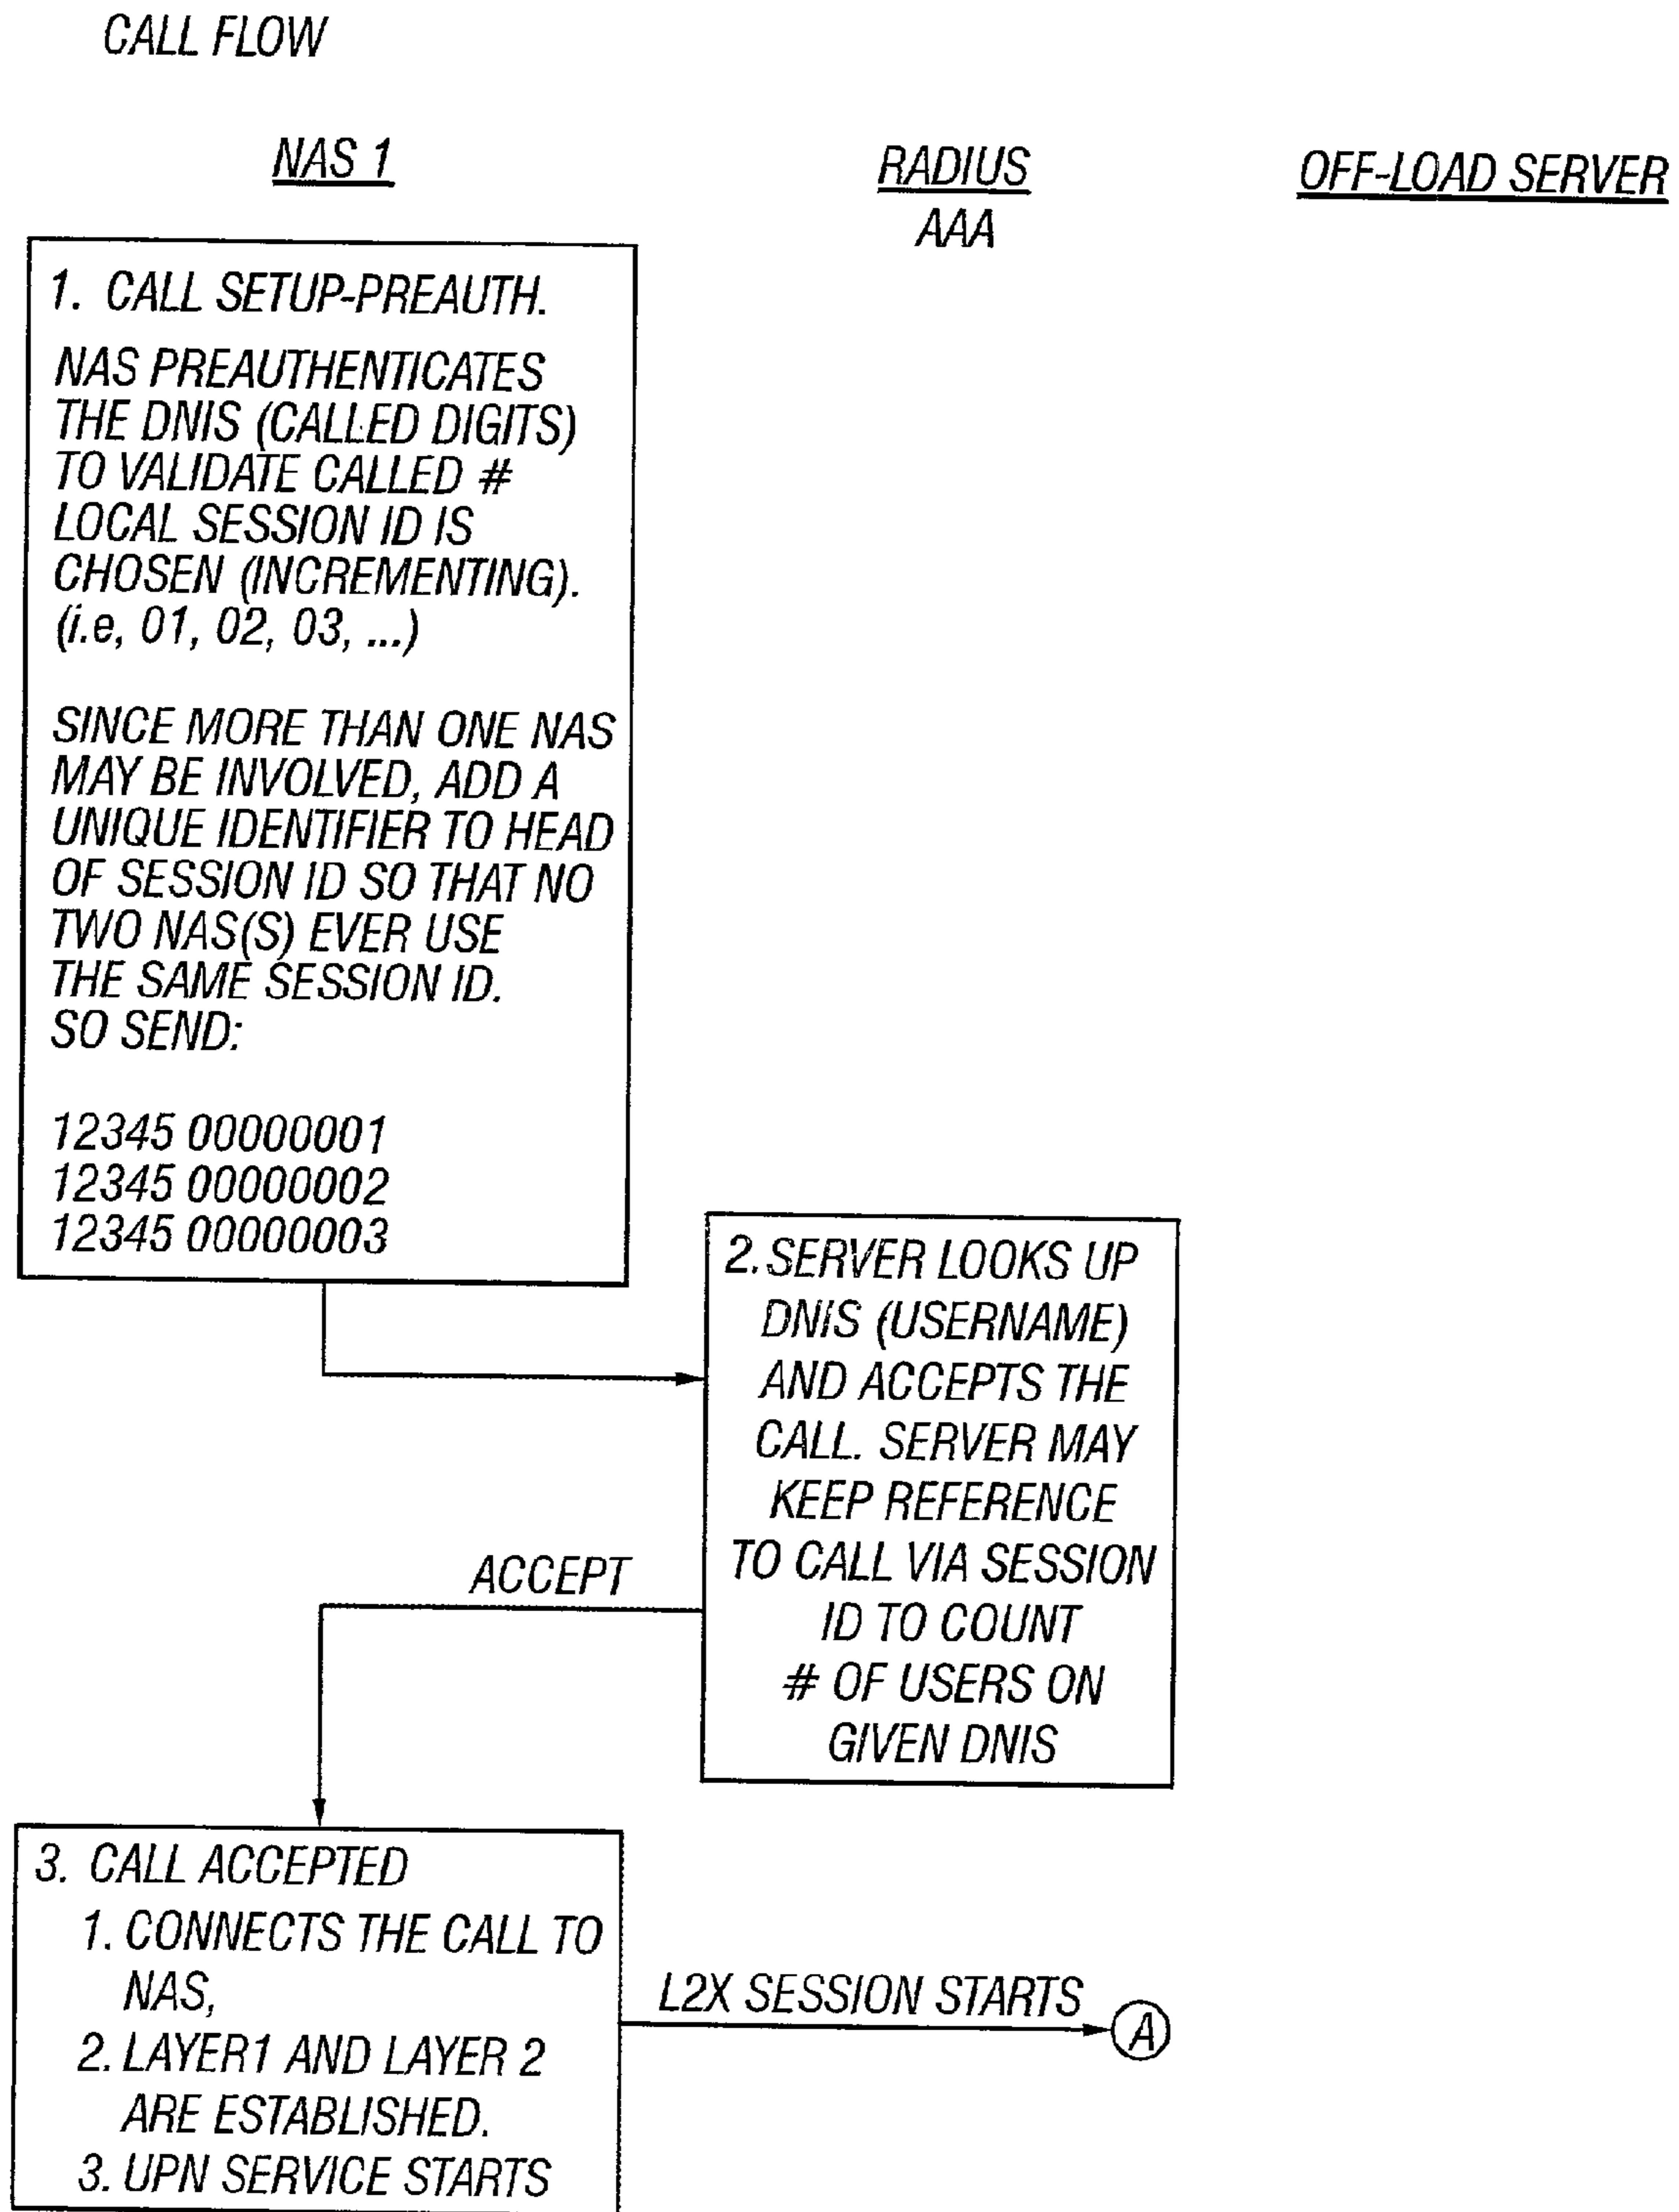 CALL FLOW
NAS 1
RADIUS
AAA
OFF-LOAD SERVER
1. CALL SETUP-PREAUTH.
NAS PREAUTHENTICATES
THE DNIS (CALLED DIGITS)
TO VALIDATE CALLED #
LOCAL SESSION ID IS
CHOSEN (INCREMENTING).
(i.e, 01, 02, 03, ...)
SINCE MORE THAN ONE NAS
MAY BE INVOLVED, ADD A
UNIQUE IDENTIFIER TO HEAD
OF SESSION ID SO THAT NO
TWO NAS(S) EVER USE
THE SAME SESSION ID.
SO SEND:
12345 00000001
12345 00000002
12345 00000003
2. SERVER LOOKS UP
DNIS (USERNAME)
AND ACCEPTS THE
CALL. SERVER MAY
KEEP REFERENCE
TO CALL VIA SESSION
ID TO COUNT
# OF USERS ON
GIVEN DNIS
ACCEPT
3. CALL ACCEPTED
1. CONNECTS THE CALL TO
NAS,
2. LAYER1 AND LAYER 2
ARE ESTABLISHED.
3. UPN SERVICE STARTS
L2X SESSION STARTS
A